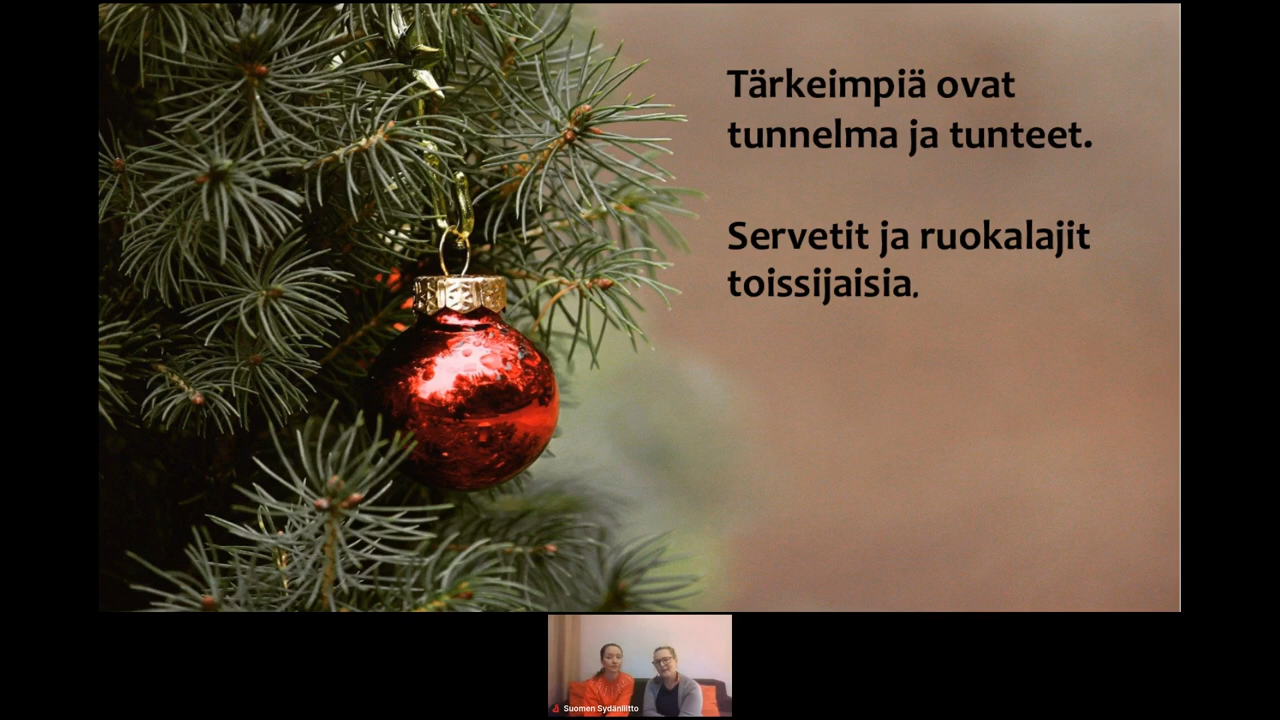 Tärkeimpiä ovat
tunnelma ja tunteet.
Servetit ja ruokalajit
toissijaisia.
Suomen Sydänliitto